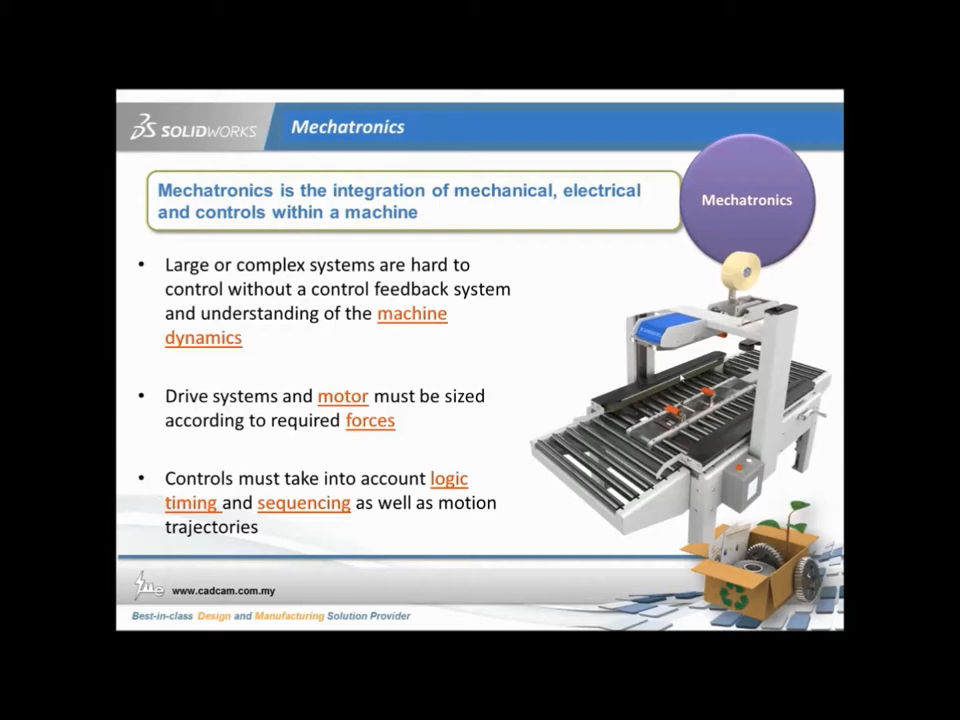 SOLIDWORKS
Mechatronics
Mechatronics is the integration of mechanical, electrical
and controls within a machine
Mechatronics
• Large or complex systems are hard to
control without a control feedback system
and understanding of the machine
dynamics
• Drive systems and motor must be sized
according to required forces
• Controls must take into account logic
timing and sequencing as well as motion
trajectories
www.cadcam.com.my
Best-in-class Design and Manufacturing Solution Provider